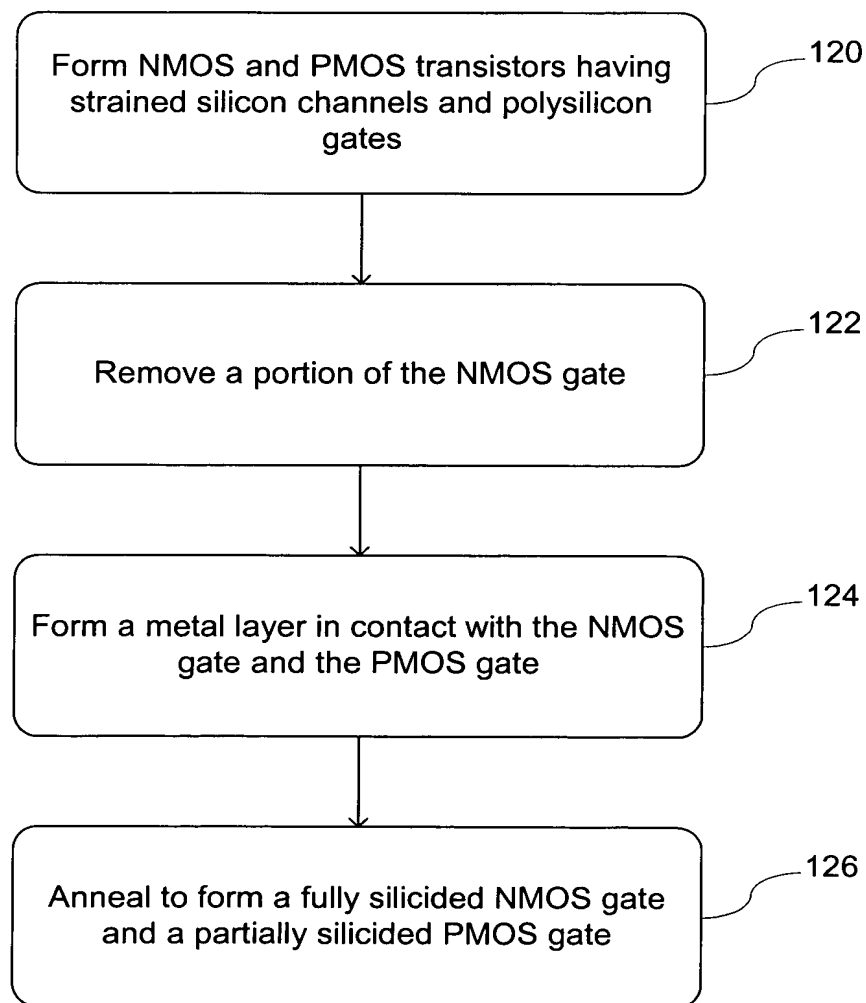 Form NMOS and PMOS transistors having
strained silicon channels and polysilicon
gates
120
Remove a portion of the NMOS gate
122
Form a metal layer in contact with the NMOS
gate and the PMOS gate
124
Anneal to form a fully silicided NMOS gate
and a partially silicided PMOS gate
126